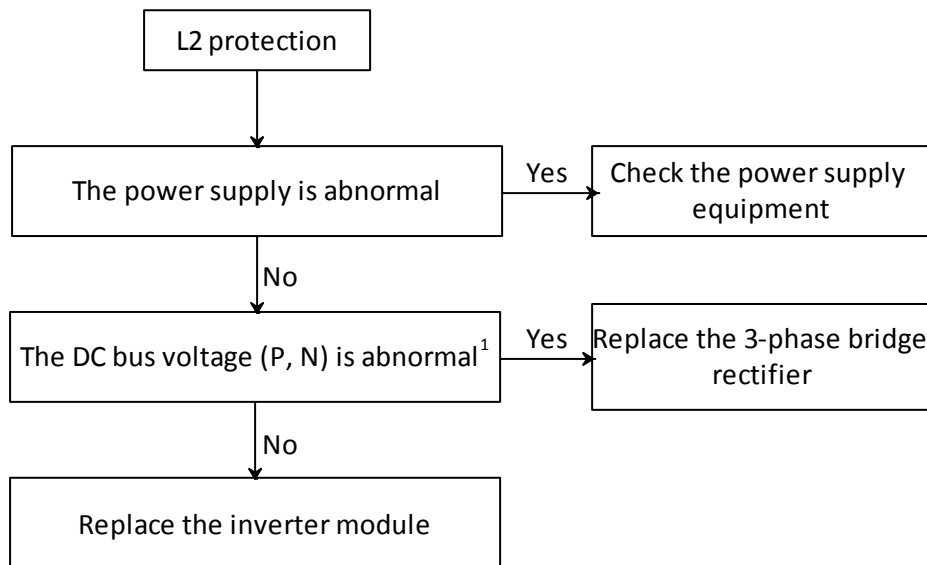 L2 protection
The power supply is abnormal
Yes
Check the power supply
equipment
No
The DC bus voltage (P, N) is abnormal¹
Yes
Replace the 3-phase bridge
rectifier
No
Replace the inverter module